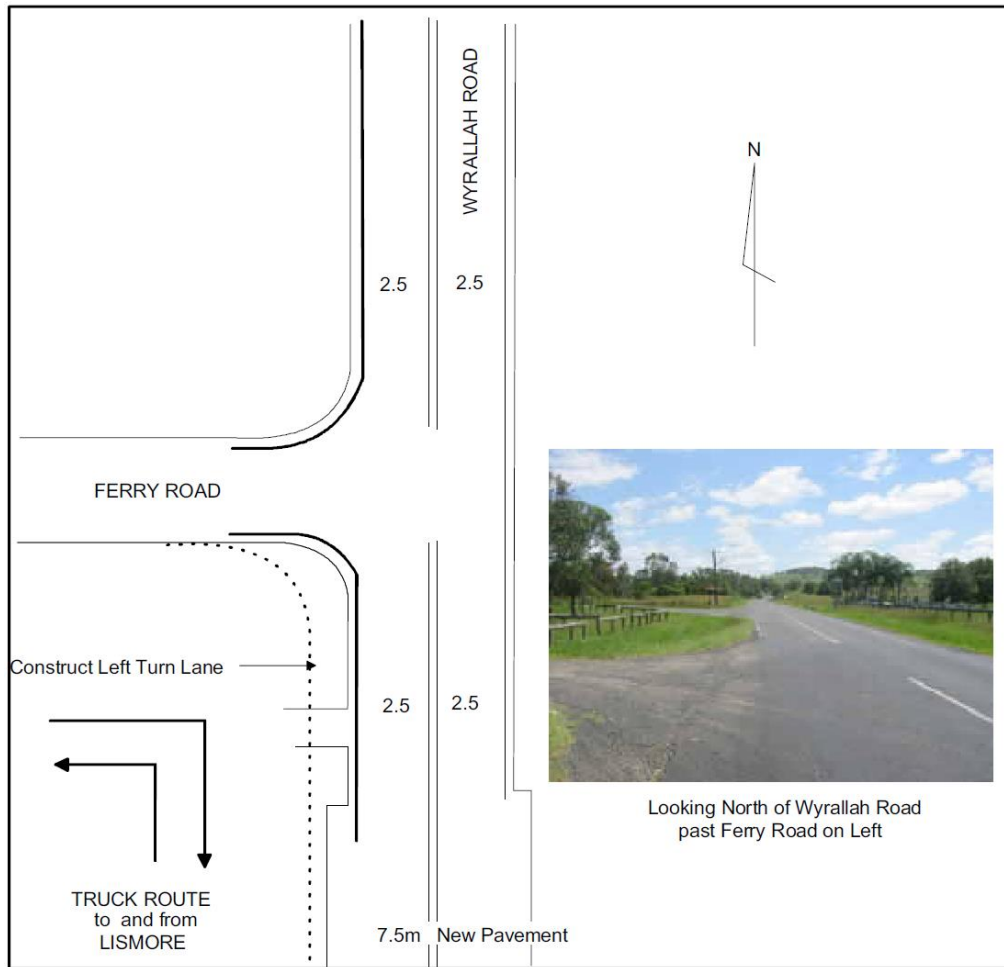 WYRALLAH ROAD
N
2.5 2.5
FERRY ROAD
Construct Left Turn Lane
2.5 2.5
Looking North of Wyrallah Road
past Ferry Road on Left
TRUCK ROUTE
to and from
LISMORE
7.5m New Pavement